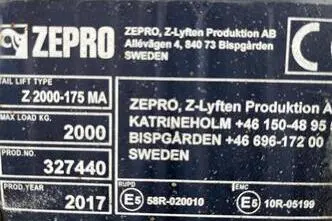 ZEPRO
ZEPRO, Z-Lyften Produktion AB
Allévägen 4, 840 73 Bispgården
SWEDEN
TAIL LIFT TYPE
Z 2000-175 MA
MAX LOAD KG.
2000
PROD.NO.
327440
PROD.YEAR
2017
ZEPRO, Z-Lyften Produktion A
KATRINEHOLM +46 150-48 95
BISPGÅRDEN +46 696-172 00
SWEDEN
RUPD
E5 58R-020010
EMC
E5 10R-05199